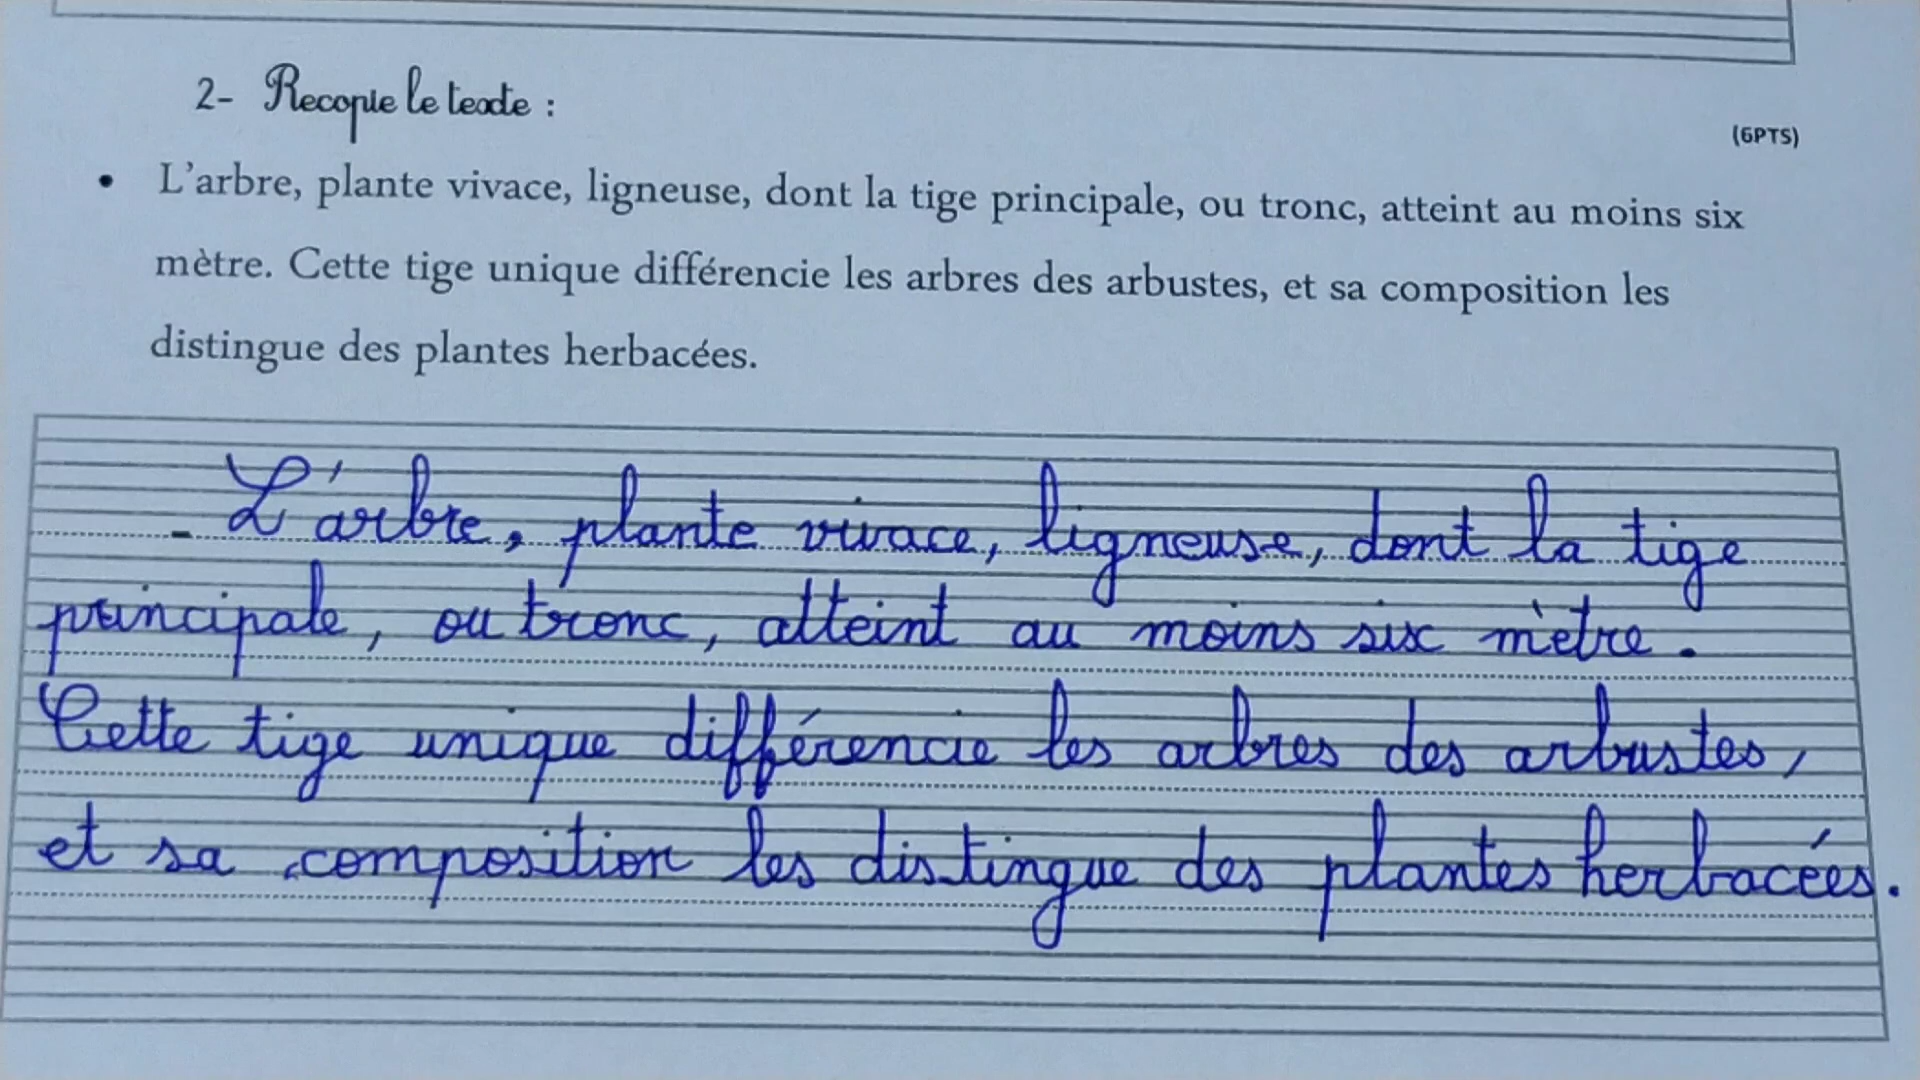 2- Recopie le texte :
(6PTS)
• L'arbre, plante vivace, ligneuse, dont la tige principale, ou tronc, atteint au moins six
mètre. Cette tige unique différencie les arbres des arbustes, et sa composition les
distingue des plantes herbacées.
- L'arbre, plante vivace, ligneuse, dont la tige
principale, ou tronc, atteint au moins six mètre.
Cette tige unique différencie les arbres des arbustes,
et sa composition les distingue des plantes herbacées.